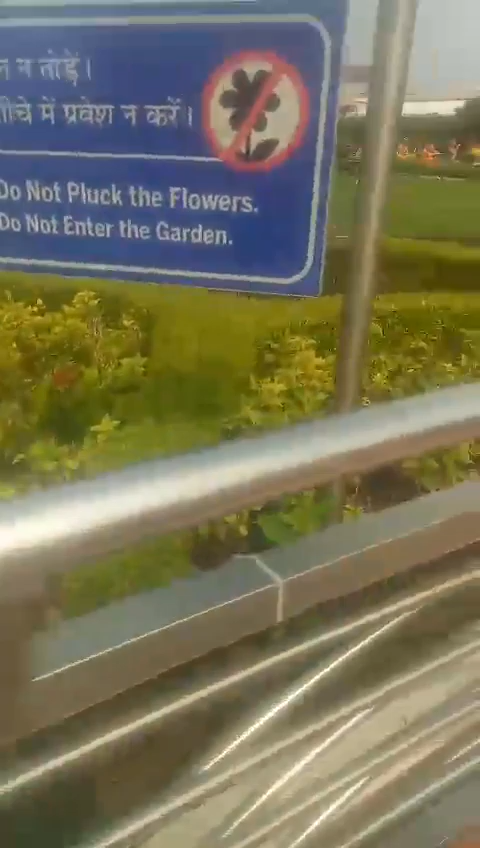 न तोड़ें।
में प्रवेश न करें।
Do Not Pluck the Flowers.
Do Not Enter the Garden.